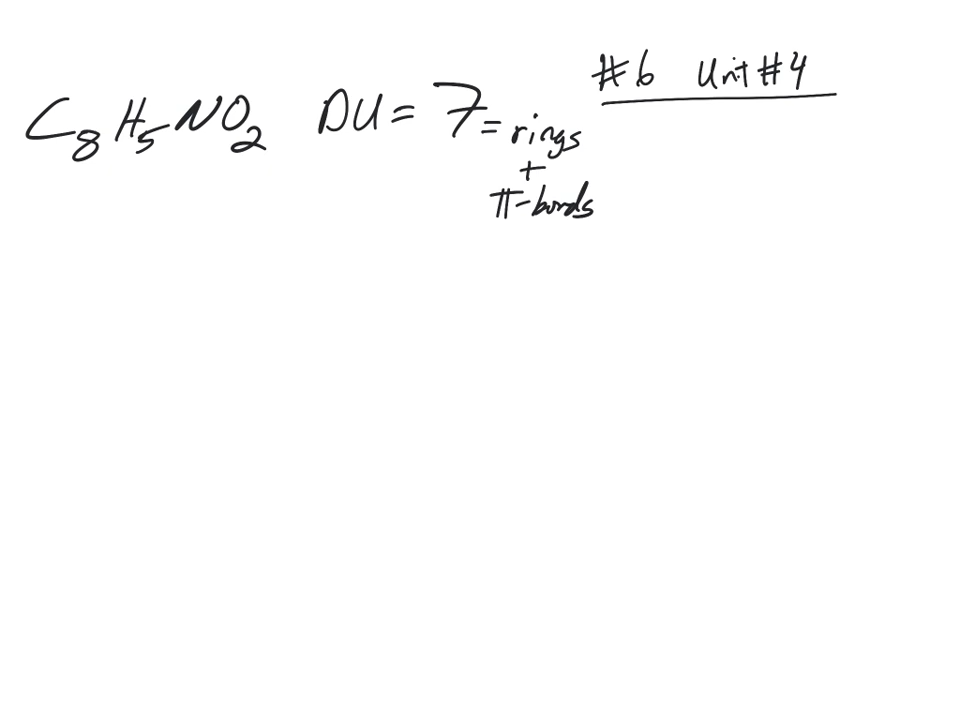 #6 Unit #4
C₈H₅NO₂ DU = 7 = rings
+
π-bonds